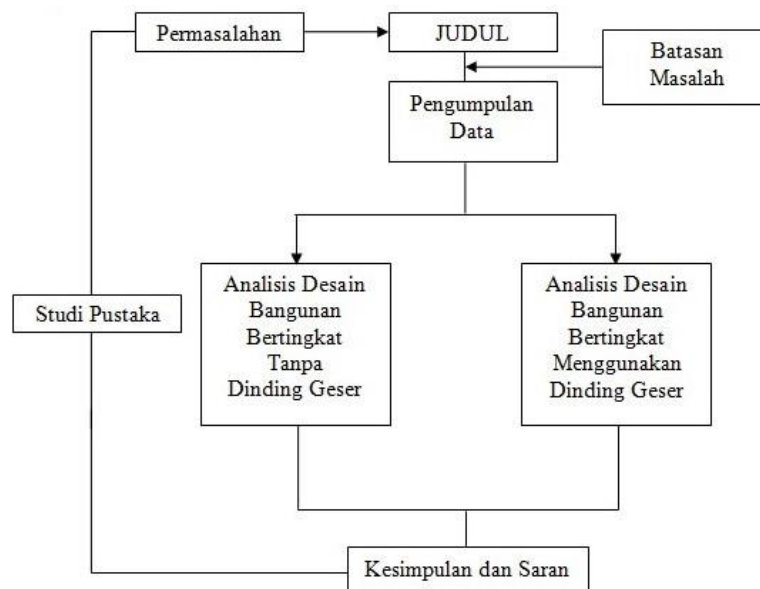 Permasalahan
JUDUL
Batasan
Masalah
Pengumpulan
Data
Studi Pustaka
Analisis Desain
Bangunan
Bertingkat
Tanpa
Dinding Geser
Analisis Desain
Bangunan
Bertingkat
Menggunakan
Dinding Geser
Kesimpulan dan Saran